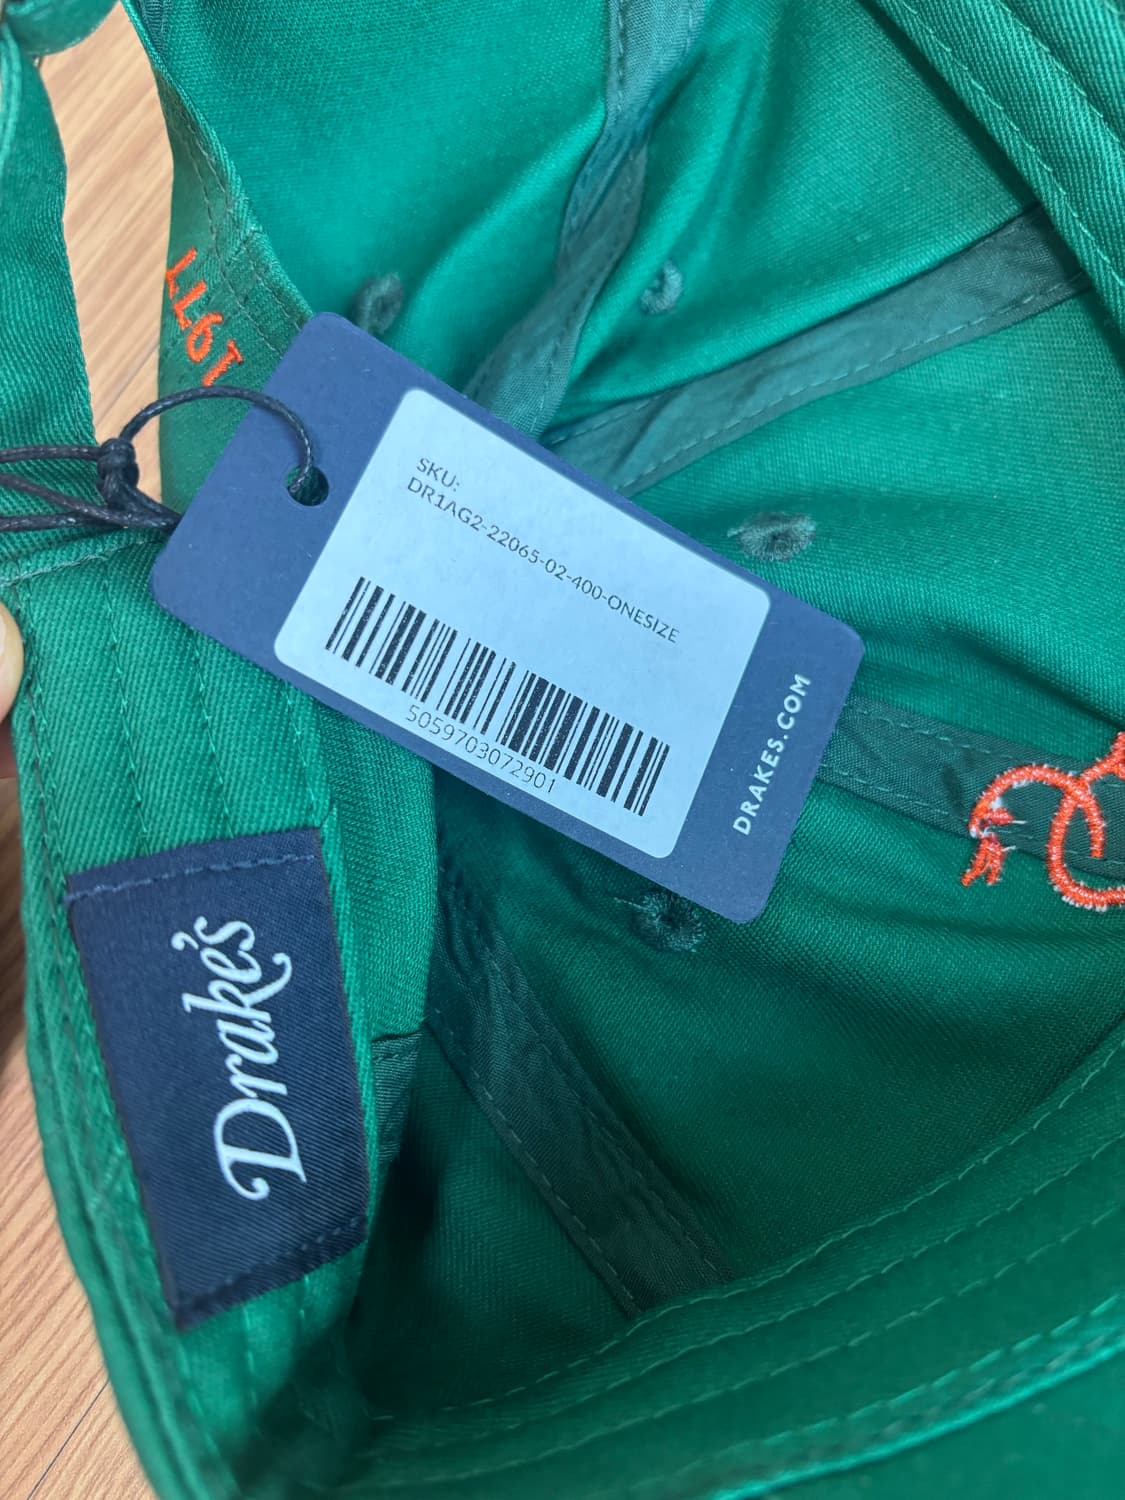 SKU:
DR1AG2-22065-02-400-ONESIZE
5059703072901
DRAKES.COM
Drake's